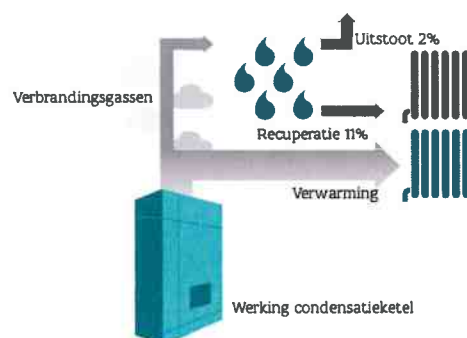 Uitstoot 2%
Verbrandingsgassen
Recuperatie 11%
Verwarming
Werking condensatieketel